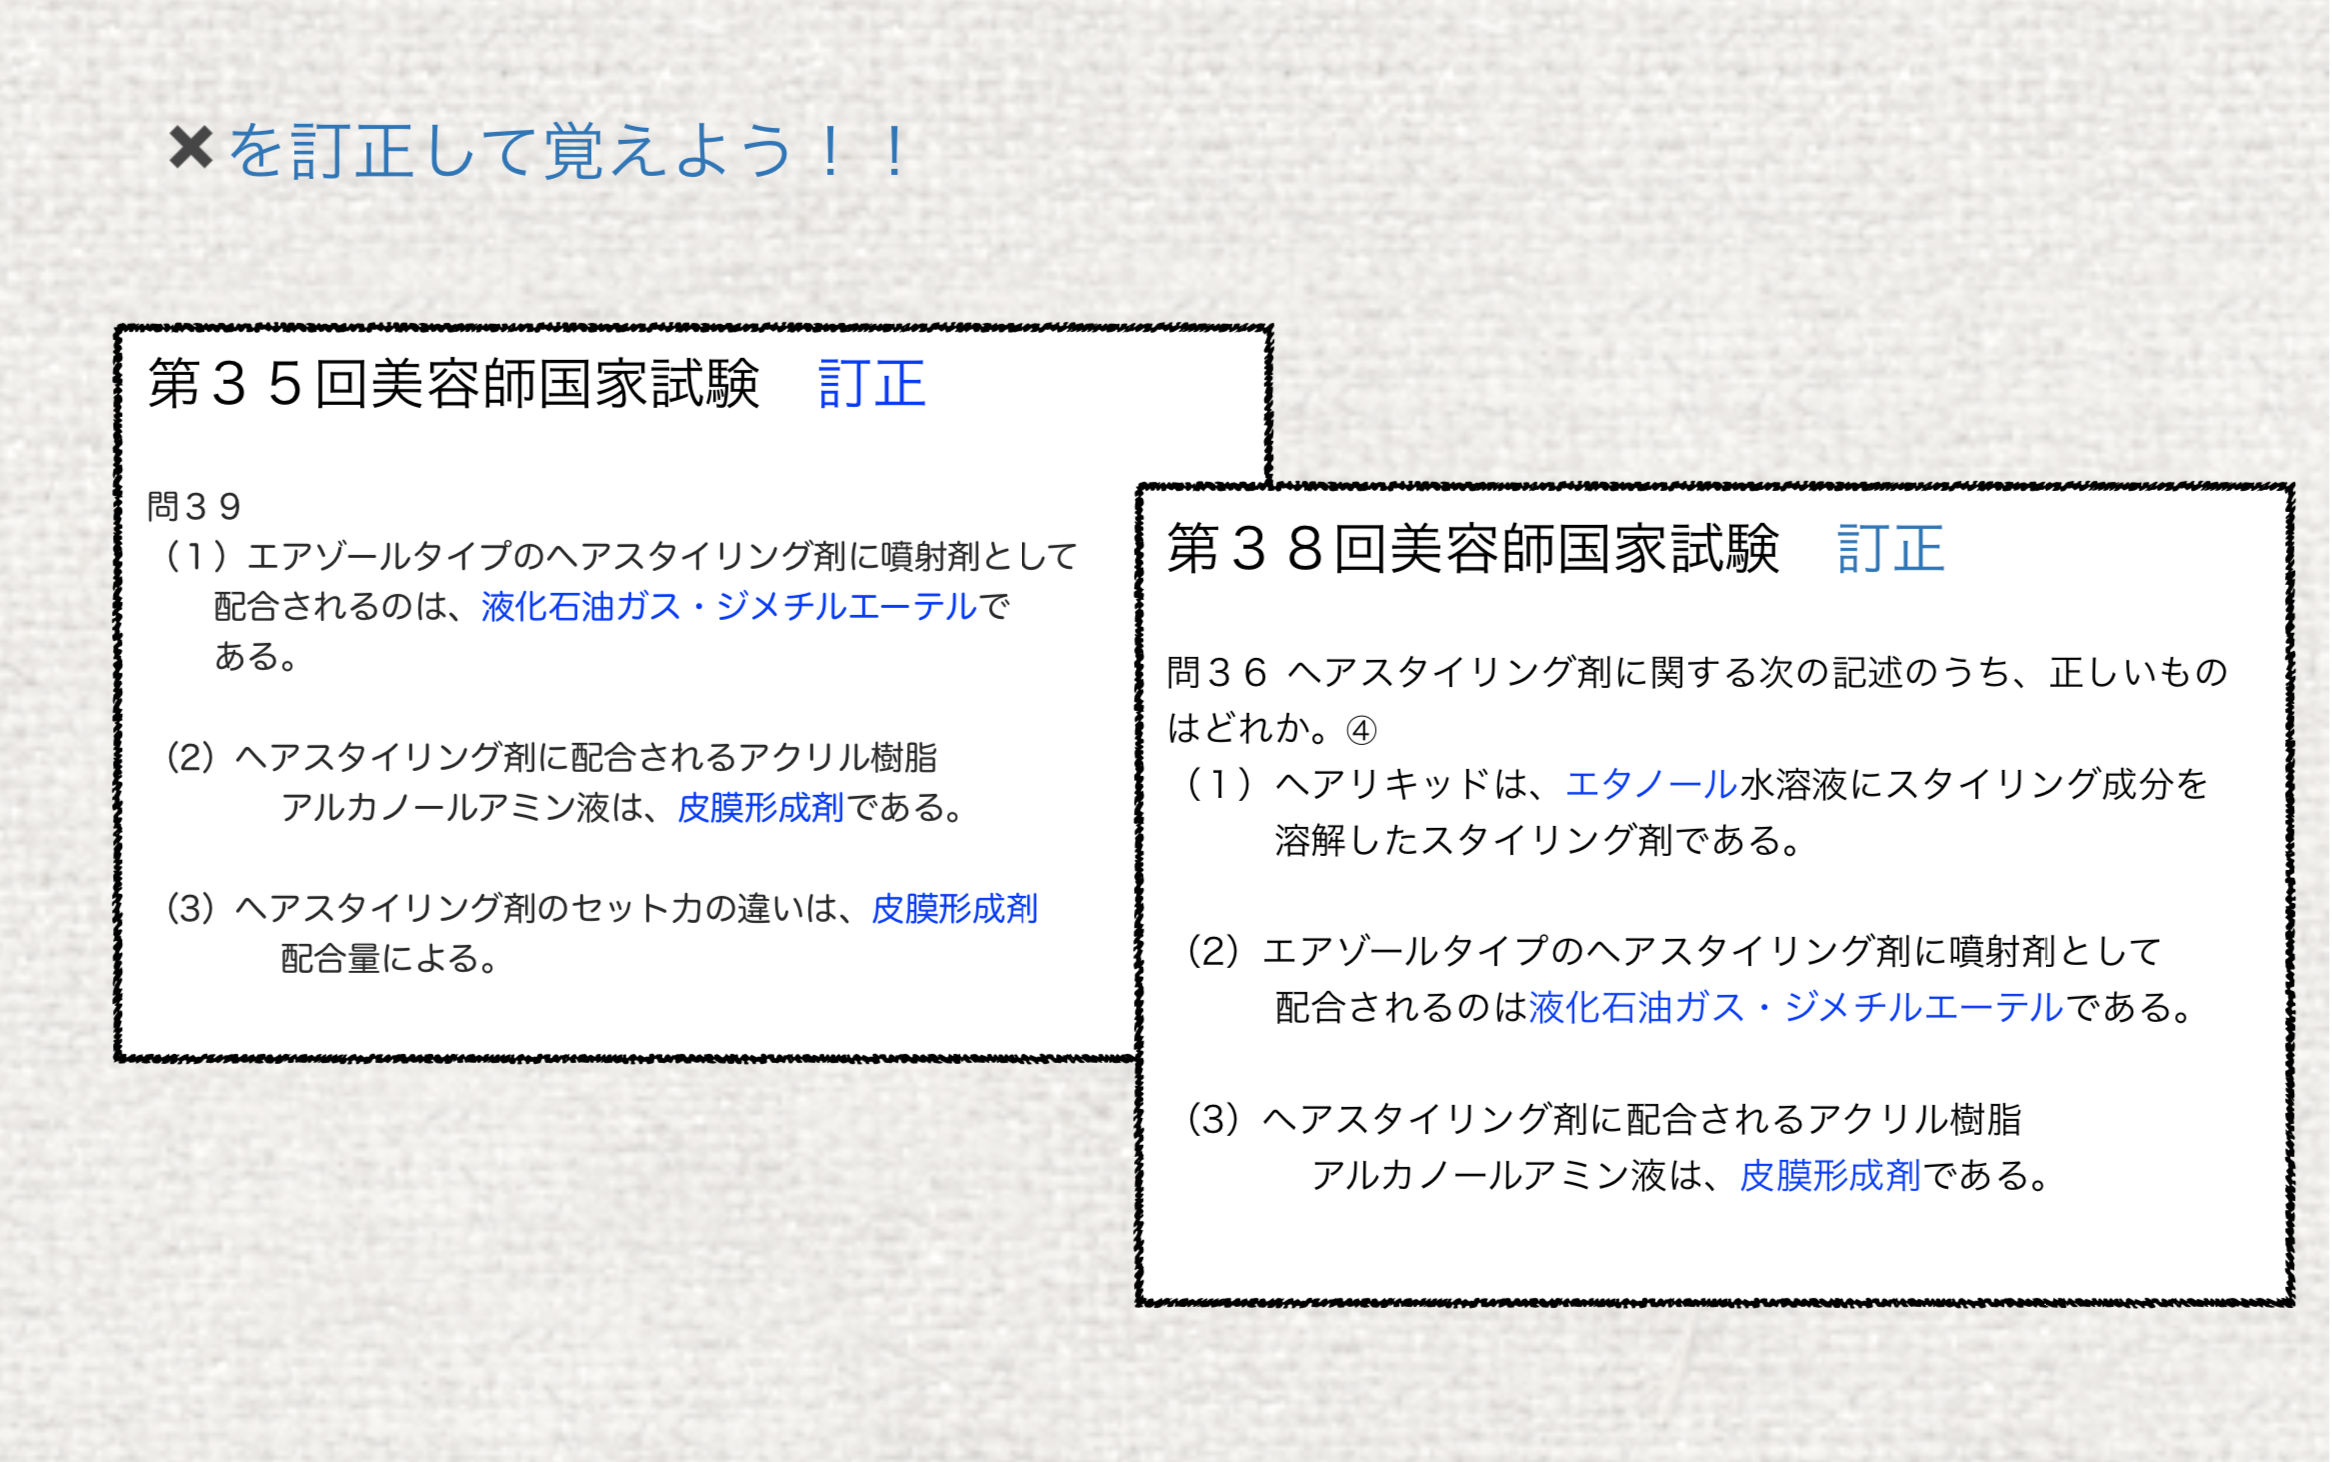 ✖を訂正して覚えよう！！
第３５回美容師国家試験　訂正
問３９
（１）エアゾールタイプのヘアスタイリング剤に噴射剤として
配合されるのは、液化石油ガス・ジメチルエーテルで
ある。
（2）ヘアスタイリング剤に配合されるアクリル樹脂
アルカノールアミン液は、皮膜形成剤である。
（3）ヘアスタイリング剤のセット力の違いは、皮膜形成剤
配合量による。
第３８回美容師国家試験　訂正
問３６ ヘアスタイリング剤に関する次の記述のうち、正しいもの
はどれか。④
（１）ヘアリキッドは、エタノール水溶液にスタイリング成分を
溶解したスタイリング剤である。
（2）エアゾールタイプのヘアスタイリング剤に噴射剤として
配合されるのは液化石油ガス・ジメチルエーテルである。
（3）ヘアスタイリング剤に配合されるアクリル樹脂
アルカノールアミン液は、皮膜形成剤である。